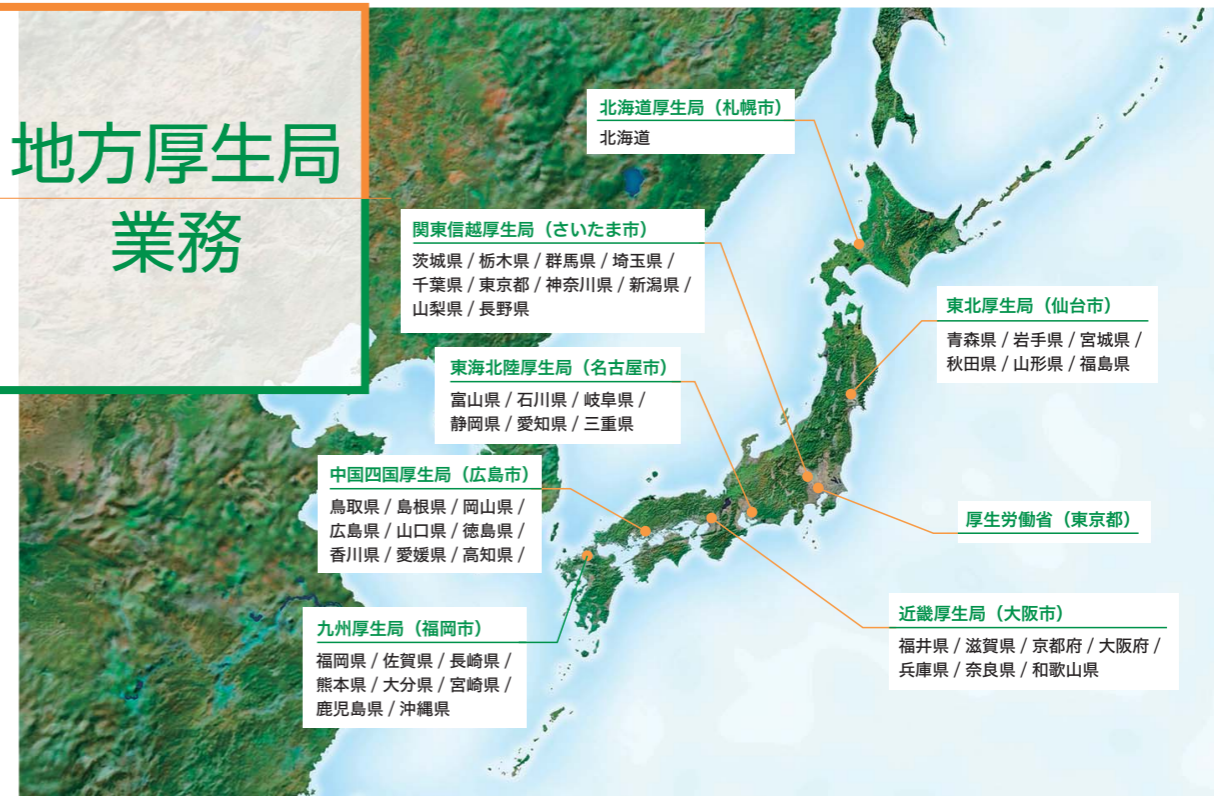 地方厚生局
業務
北海道厚生局（札幌市）
北海道
関東信越厚生局（さいたま市）
茨城県 / 栃木県 / 群馬県 / 埼玉県 /
千葉県 / 東京都 / 神奈川県 / 新潟県 /
山梨県 / 長野県
東北厚生局（仙台市）
青森県 / 岩手県 / 宮城県 /
秋田県 / 山形県 / 福島県
東海北陸厚生局（名古屋市）
富山県 / 石川県 / 岐阜県 /
静岡県 / 愛知県 / 三重県
中国四国厚生局（広島市）
鳥取県 / 島根県 / 岡山県 /
広島県 / 山口県 / 徳島県 /
香川県 / 愛媛県 / 高知県 /
厚生労働省（東京都）
近畿厚生局（大阪市）
福井県 / 滋賀県 / 京都府 / 大阪府 /
兵庫県 / 奈良県 / 和歌山県
九州厚生局（福岡市）
福岡県 / 佐賀県 / 長崎県 /
熊本県 / 大分県 / 宮崎県 /
鹿児島県 / 沖縄県